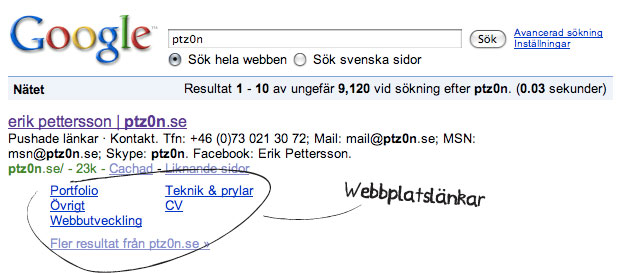 Google™
ptz0n
Sök
Avancerad sökning
Inställningar
Sök hela webben Sök svenska sidor
Nätet Resultat 1 - 10 av ungefär 9,120 vid sökning efter ptz0n. (0.03 sekunder)
erik pettersson | ptz0n.se
Pushade länkar · Kontakt. Tfn: +46 (0)73 021 30 72; Mail: mail@ptz0n.se; MSN:
msn@ptz0n.se; Skype: ptz0n. Facebook: Erik Pettersson.
ptz0n.se/ - 23k - Cachad - Liknande sidor
Portfolio Teknik & prylar
Övrigt CV
Webbutveckling
Fler resultat från ptz0n.se »
Webbplatslänkar